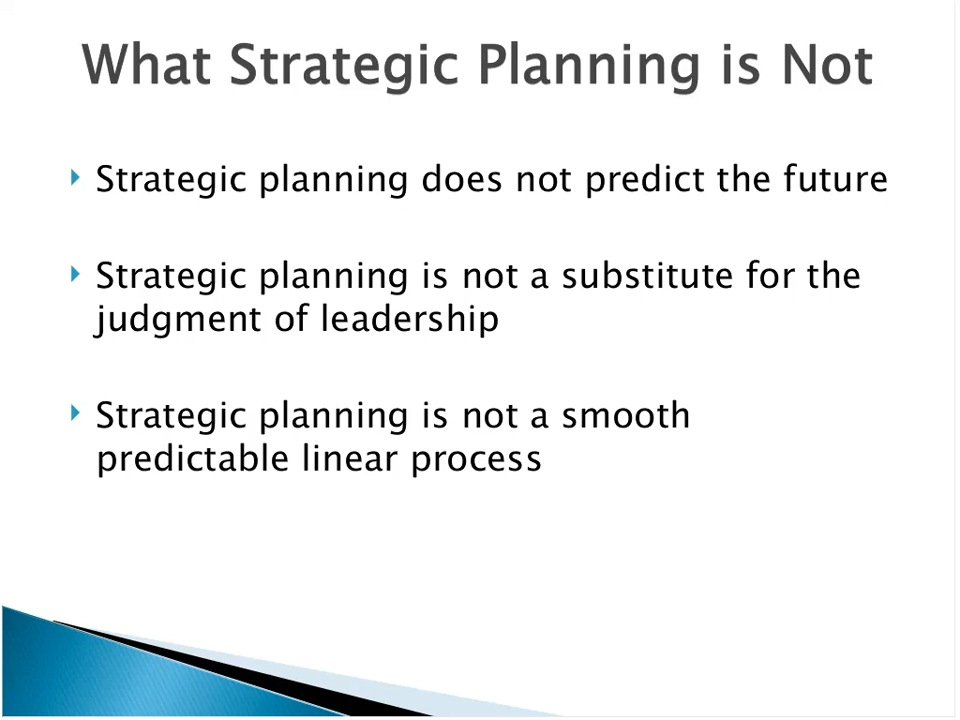 What Strategic Planning is Not
Strategic planning does not predict the future
Strategic planning is not a substitute for the
judgment of leadership
Strategic planning is not a smooth
predictable linear process